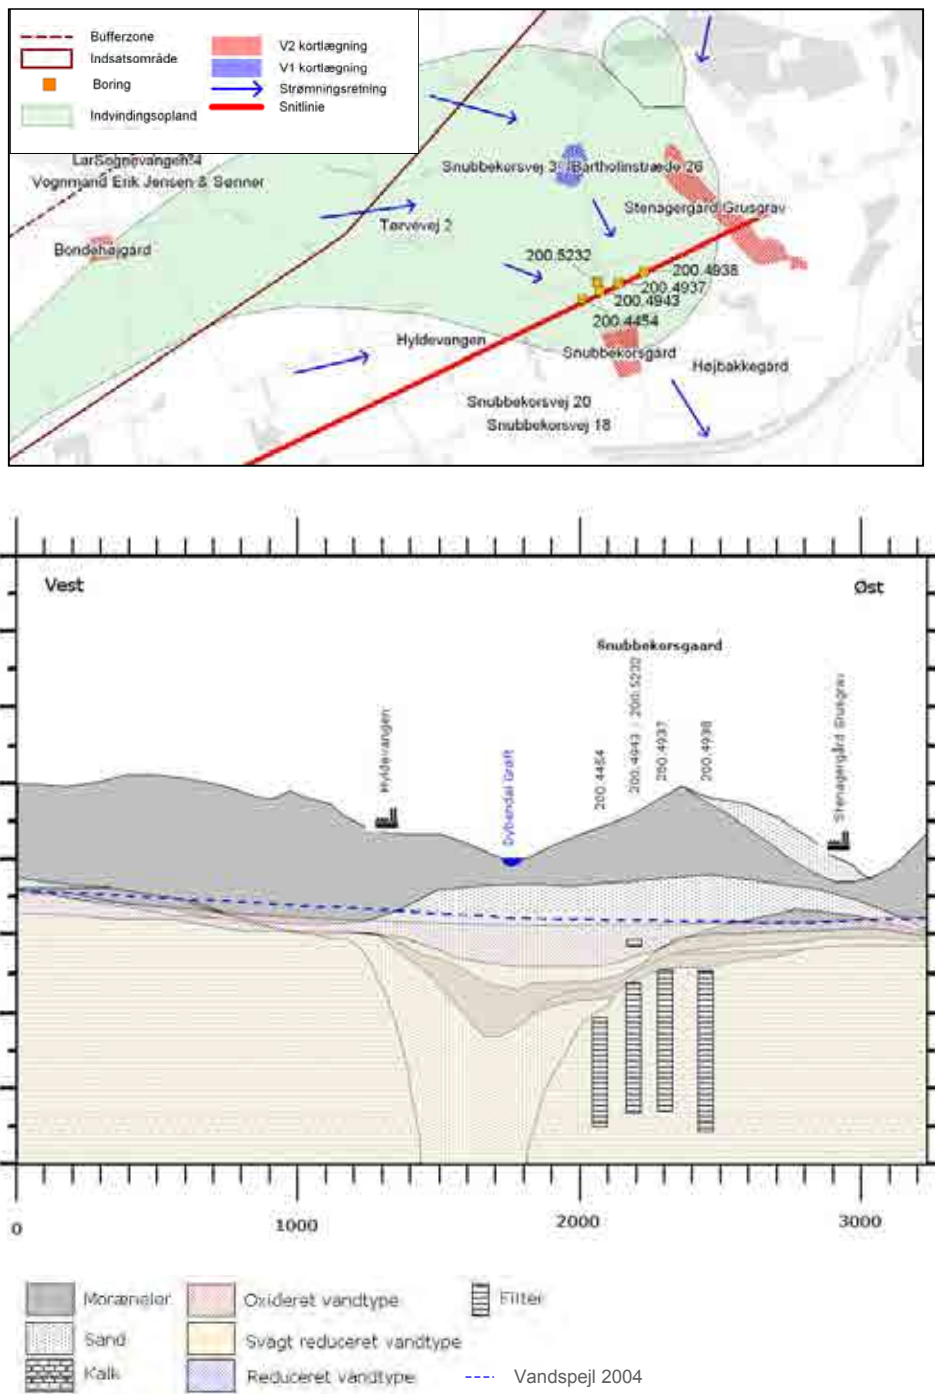 Bufferzone
Indsatsområde
Boring
Indvindingsopland
V2 kortlægning
V1 kortlægning
Strømningsretning
Snitlinie
Vognmand Erik Jensen & Sønner
Bondehøjgård
Tørvevej 2
Snubbekorsvej 3
Bartholinstræde 26
Stenagergård Grusgrav
200.5232
200.4938
200.4937
200.4943
200.4454
Hyldevangen
Snubbekorsgård
Højbakkegård
Snubbekorsvej 20
Snubbekorsvej 18
Vest
Øst
Snubbekorsgaard
Hyldevangen
Dybendal Grøft
200.4454
200.4943 200.5232
200.4937
200.4938
Stenagergård Grusgrav
0
1000
2000
3000
Moræneler
Oxideret vandtype
Filter
Sand
Svagt reduceret vandtype
Kalk
Reduceret vandtype
Vandspejl 2004